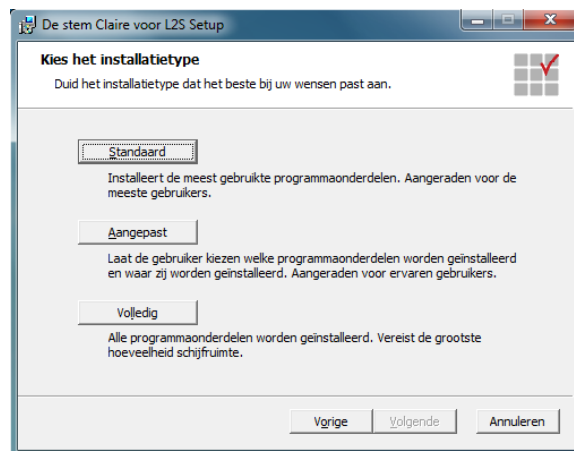 De stem Claire voor L2S Setup
Kies het installatietype
Duid het installatietype dat het beste bij uw wensen past aan.
Standaard
Installeert de meest gebruikte programmaonderdelen. Aangeraden voor de
meeste gebruikers.
Aangepast
Laat de gebruiker kiezen welke programmaonderdelen worden geïnstalleerd
en waar zij worden geïnstalleerd. Aangeraden voor ervaren gebruikers.
Volledig
Alle programmaonderdelen worden geïnstalleerd. Vereist de grootste
hoeveelheid schijfruimte.
Vorige Volgende Annuleren